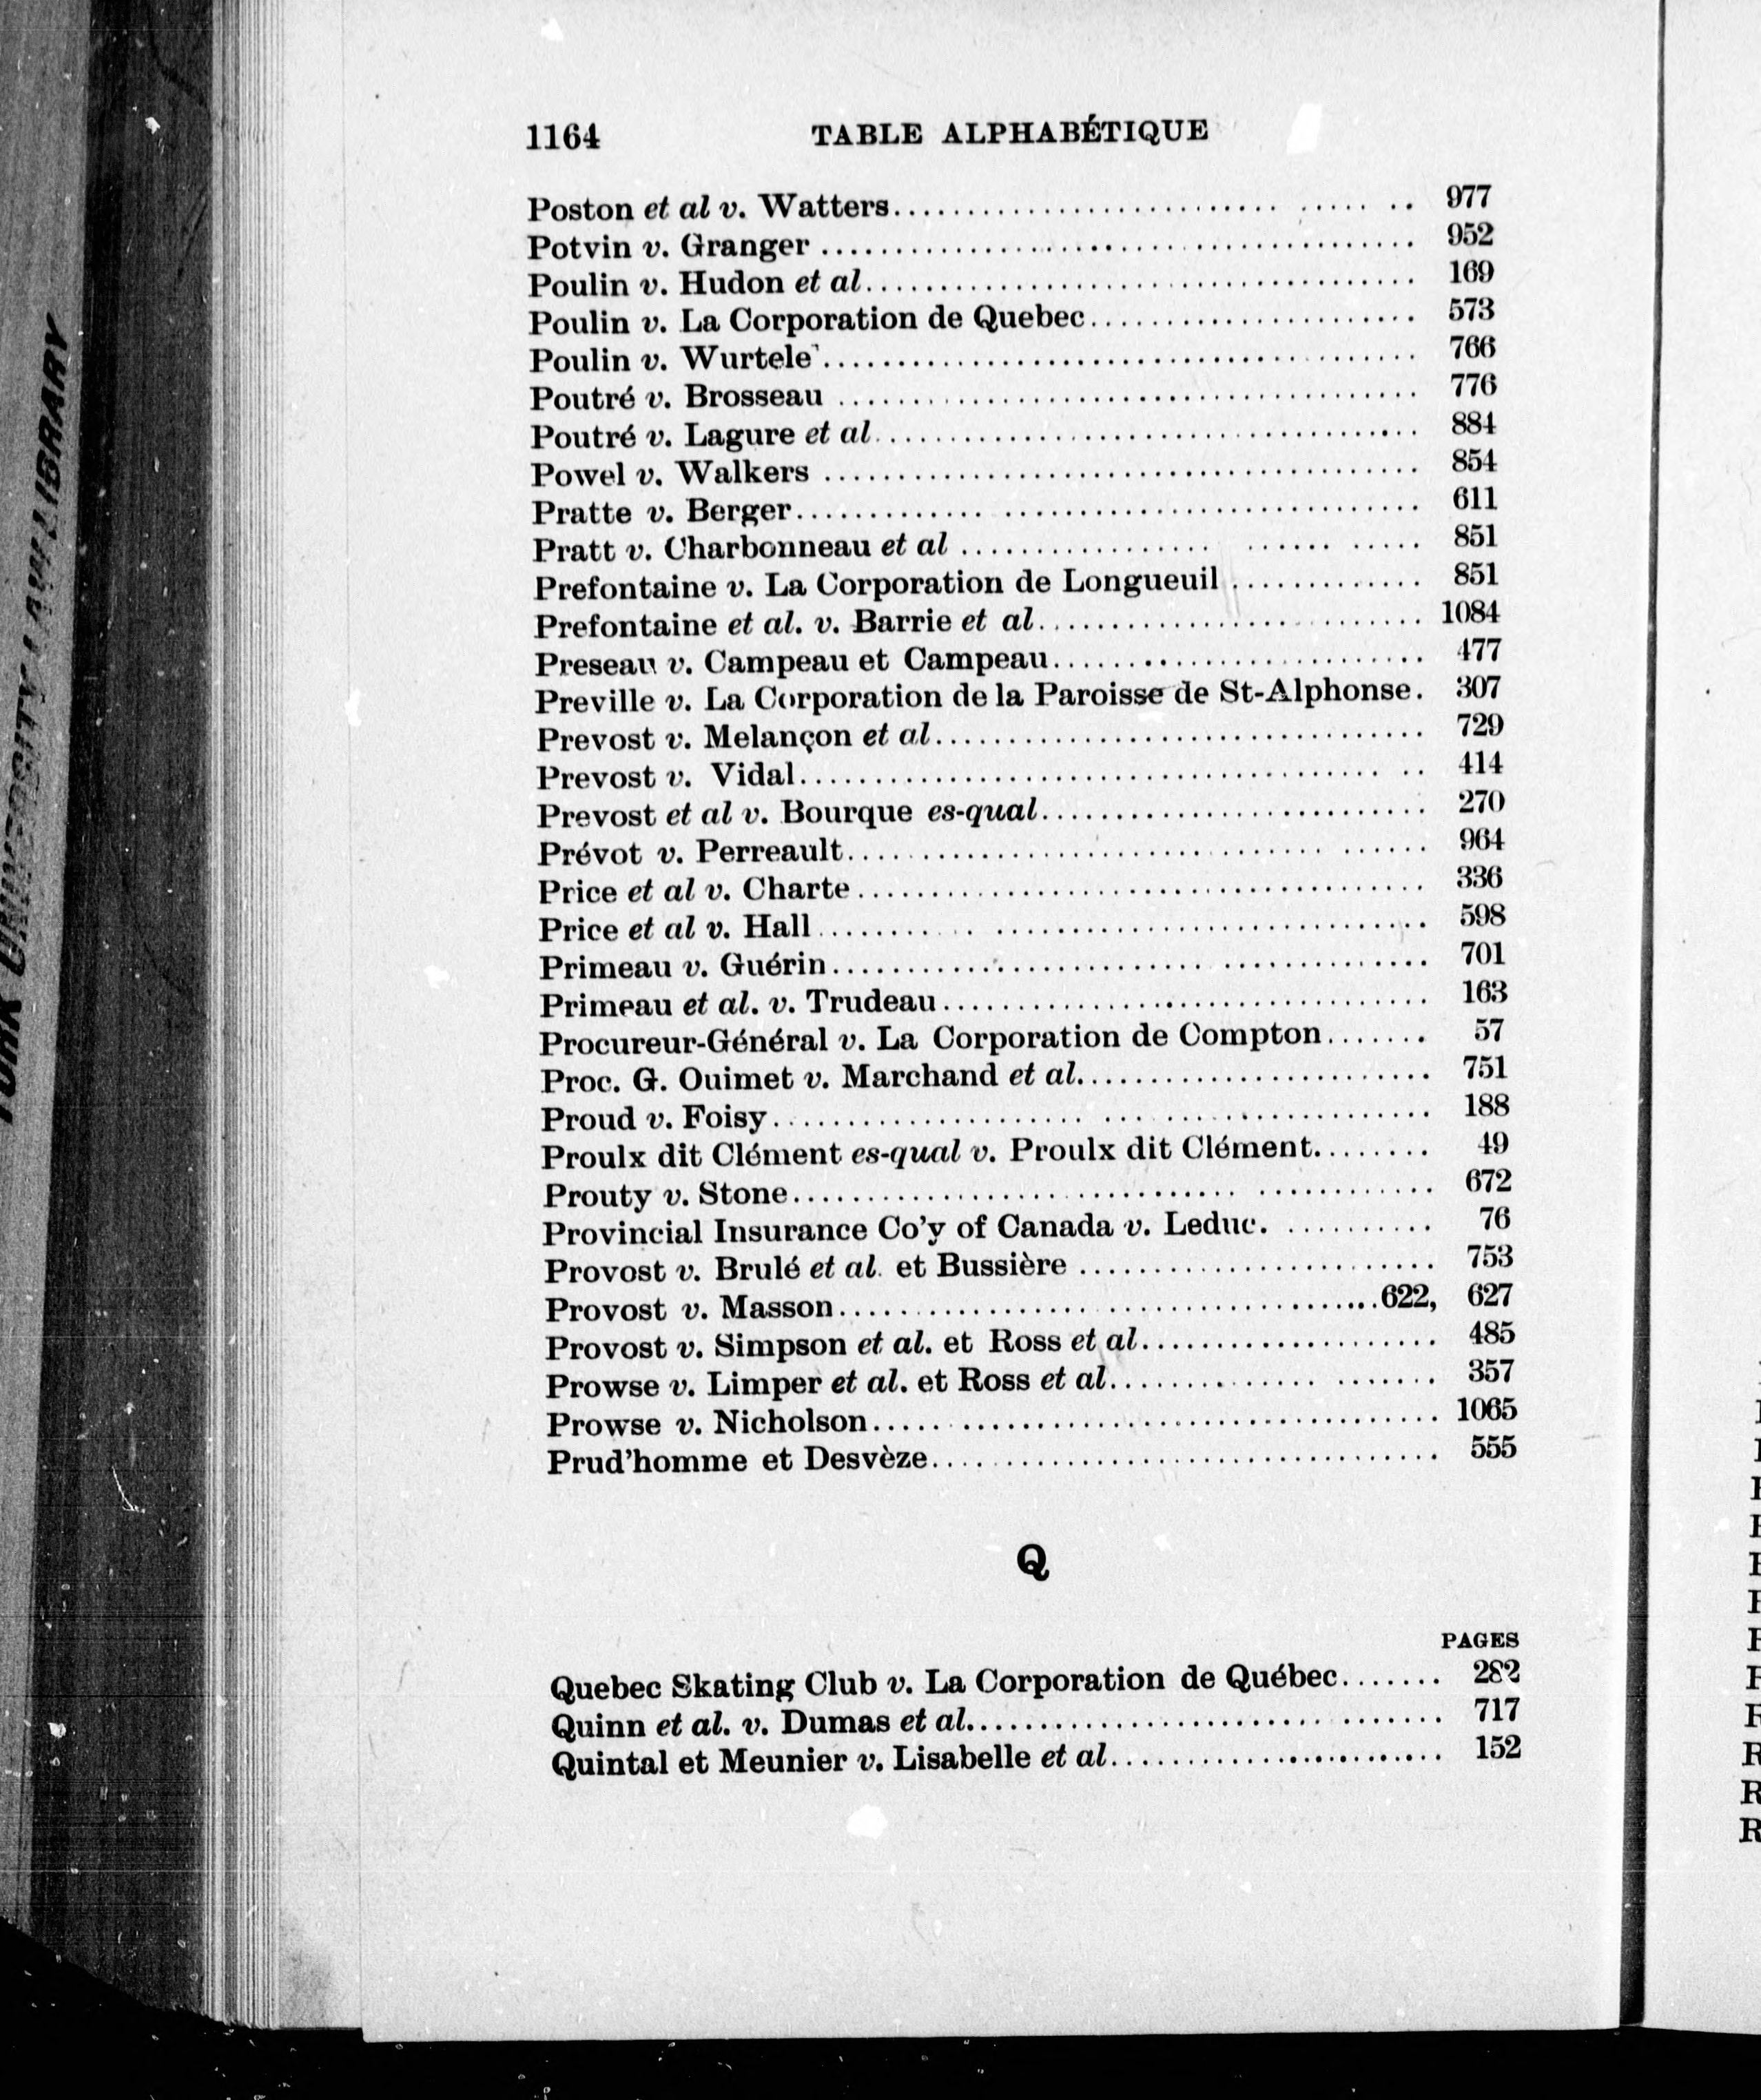 1164 TABLE ALPHABÉTIQUE
Poston et al v. Watters........ 977
Potvin v. Granger ........ 952
Poulin v. Hudon et al........ 169
Poulin v. La Corporation de Quebec........ 573
Poulin v. Wurtele........ 766
Poutré v. Brosseau ........ 776
Poutré v. Lagure et al........ 884
Powel v. Walkers ........ 854
Pratte v. Berger........ 611
Pratt v. Charbonneau et al ........ 851
Prefontaine v. La Corporation de Longueuil ........ 851
Prefontaine et al. v. Barrie et al........ 1084
Preseau v. Campeau et Campeau........ 477
Preville v. La Corporation de la Paroisse de St-Alphonse. 307
Prevost v. Melançon et al........ 729
Prevost v. Vidal........ 414
Prevost et al v. Bourque es-qual........ 270
Prévot v. Perreault........ 964
Price et al v. Charte........ 336
Price et al v. Hall........ 598
Primeau v. Guérin........ 701
Primeau et al. v. Trudeau........ 163
Procureur-Général v. La Corporation de Compton....... 57
Proc. G. Ouimet v. Marchand et al........ 751
Proud v. Foisy........ 188
Proulx dit Clément es-qual v. Proulx dit Clément........ 49
Prouty v. Stone........ 672
Provincial Insurance Co'y of Canada v. Leduc. .......... 76
Provost v. Brulé et al. et Bussière ........ 753
Provost v. Masson........622, 627
Provost v. Simpson et al. et Ross et al........ 485
Prowse v. Limper et al. et Ross et al........ 357
Prowse v. Nicholson........ 1065
Prud'homme et Desvèze........ 555
Q
PAGES
Quebec Skating Club v. La Corporation de Québec....... 282
Quinn et al. v. Dumas et al........ 717
Quintal et Meunier v. Lisabelle et al........ 152
YORK UNIVERSITY LAW LIBRARY